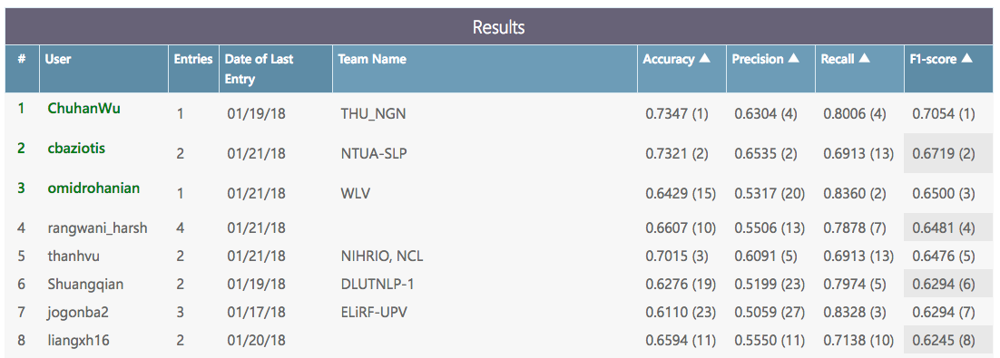 Results
# User Entries Date of Last Entry Team Name Accuracy ▲ Precision ▲ Recall ▲ F1-score ▲
1 ChuhanWu 1 01/19/18 THU_NGN 0.7347 (1) 0.6304 (4) 0.8006 (4) 0.7054 (1)
2 cbaziotis 2 01/21/18 NTUA-SLP 0.7321 (2) 0.6535 (2) 0.6913 (13) 0.6719 (2)
3 omidrohanian 1 01/21/18 WLV 0.6429 (15) 0.5317 (20) 0.8360 (2) 0.6500 (3)
4 rangwani_harsh 4 01/21/18 0.6607 (10) 0.5506 (13) 0.7878 (7) 0.6481 (4)
5 thanhvu 2 01/21/18 NIHRIO, NCL 0.7015 (3) 0.6091 (5) 0.6913 (13) 0.6476 (5)
6 Shuangqian 2 01/19/18 DLUTNLP-1 0.6276 (19) 0.5199 (23) 0.7974 (5) 0.6294 (6)
7 jogonba2 3 01/17/18 ELiRF-UPV 0.6110 (23) 0.5059 (27) 0.8328 (3) 0.6294 (7)
8 liangxh16 2 01/20/18 0.6594 (11) 0.5550 (11) 0.7138 (10) 0.6245 (8)